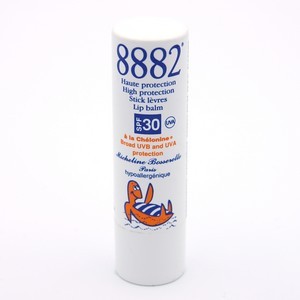 8882
Haute protection
High protection
Stick lèvres
Lip balm
SPF 30 UVA
à la Chélonine
Broad UVB and UVA
protection
Micheline Bosserelle
Paris
hypoallergénique